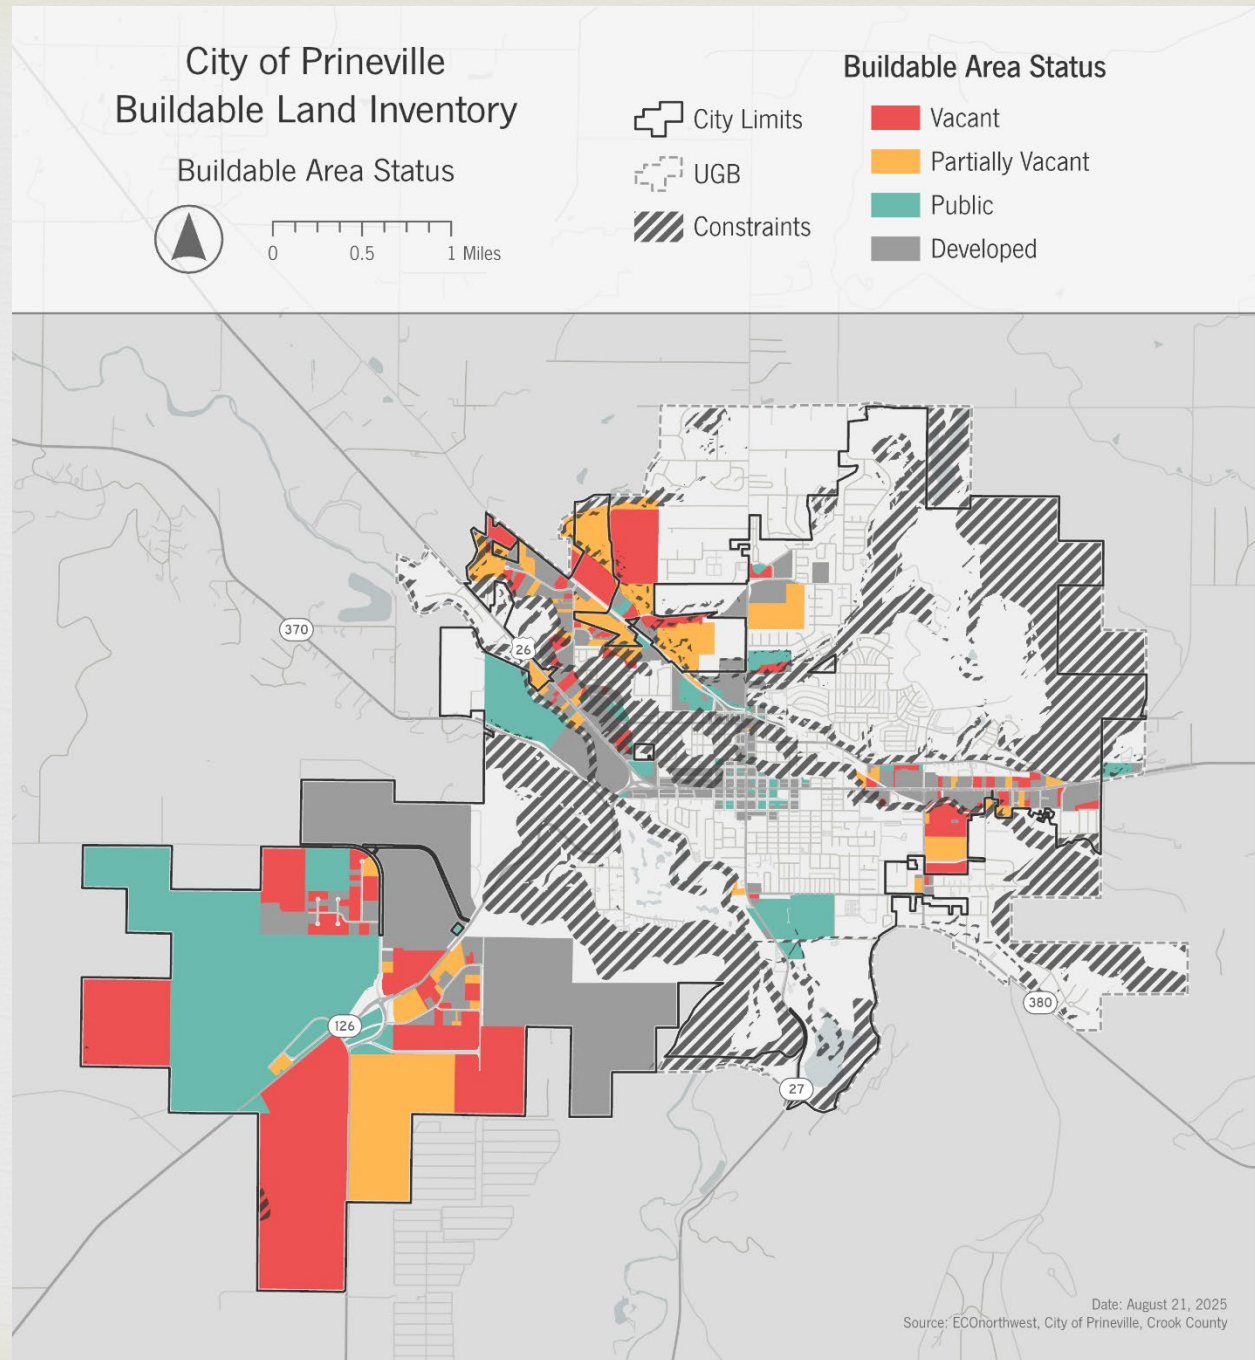 City of Prineville
Buildable Land Inventory
Buildable Area Status
0 0.5 1 Miles
City Limits
UGB
Constraints
Buildable Area Status
Vacant
Partially Vacant
Public
Developed
370
26
126
380
27
Date: August 21, 2025
Source: ECOnorthwest, City of Prineville, Crook County